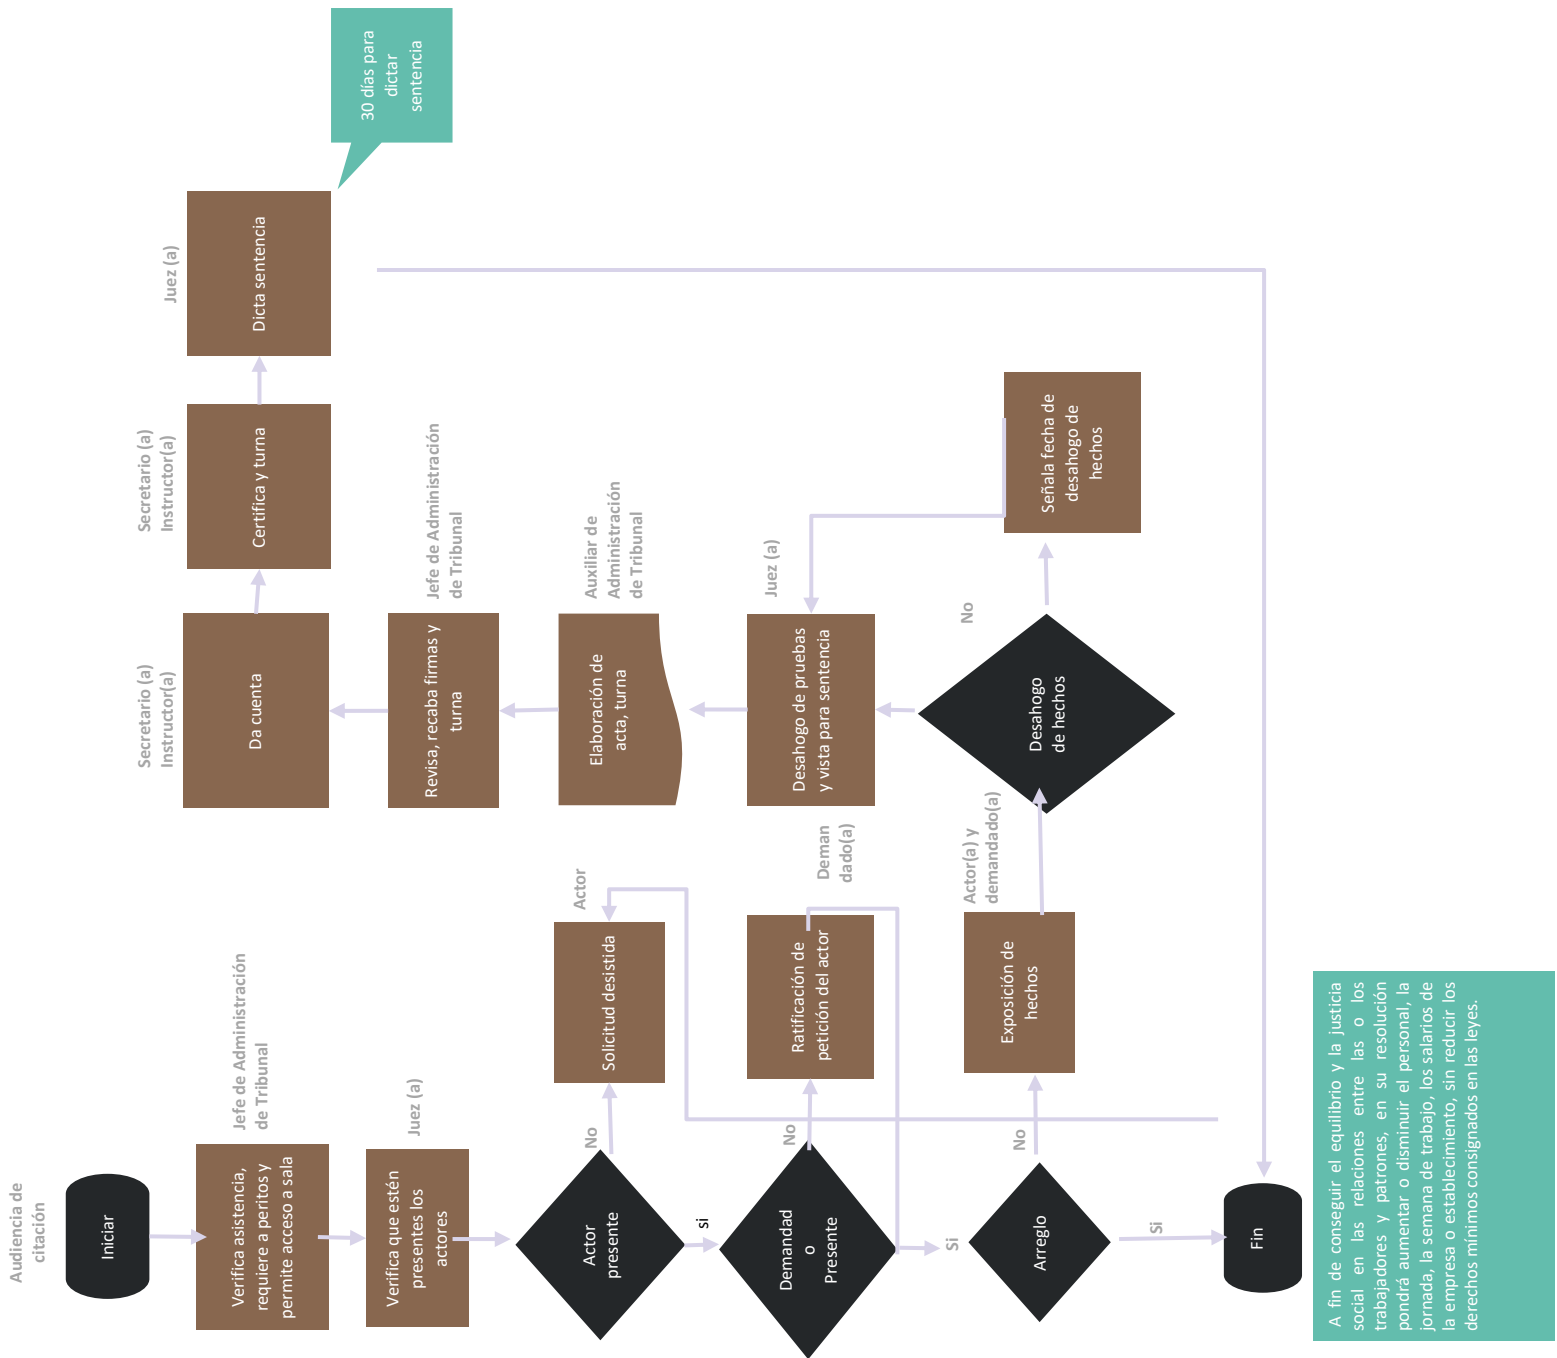 Audiencia de
citación
Iniciar
Jefe de Administración
de Tribunal
Verifica asistencia,
requiere a peritos y
permite acceso a sala
Juez (a)
Verifica que estén
presentes los
actores
Actor
presente
No
si
Actor
Solicitud desistida
Demandad
o
Presente
No
Si
Deman
dado(a)
Ratificación de
petición del actor
Arreglo
No
Si
Fin
Actor(a) y
demandado(a)
Exposición de
hechos
Desahogo
de hechos
No
Señala fecha de
desahogo de
hechos
Juez (a)
Desahogo de pruebas
y vista para sentencia
Auxiliar de
Administración
de Tribunal
Elaboración de
acta, turna
Jefe de Administración
de Tribunal
Revisa, recaba firmas y
turna
Secretario (a)
Instructor(a)
Da cuenta
Secretario (a)
Instructor(a)
Certifica y turna
Juez (a)
Dicta sentencia
30 días para
dictar
sentencia
A fin de conseguir el equilibrio y la justicia
social en las relaciones entre las o los
trabajadores y patrones, en su resolución
pondrá aumentar o disminuir el personal, la
jornada, la semana de trabajo, los salarios de
la empresa o establecimiento, sin reducir los
derechos mínimos consignados en las leyes.